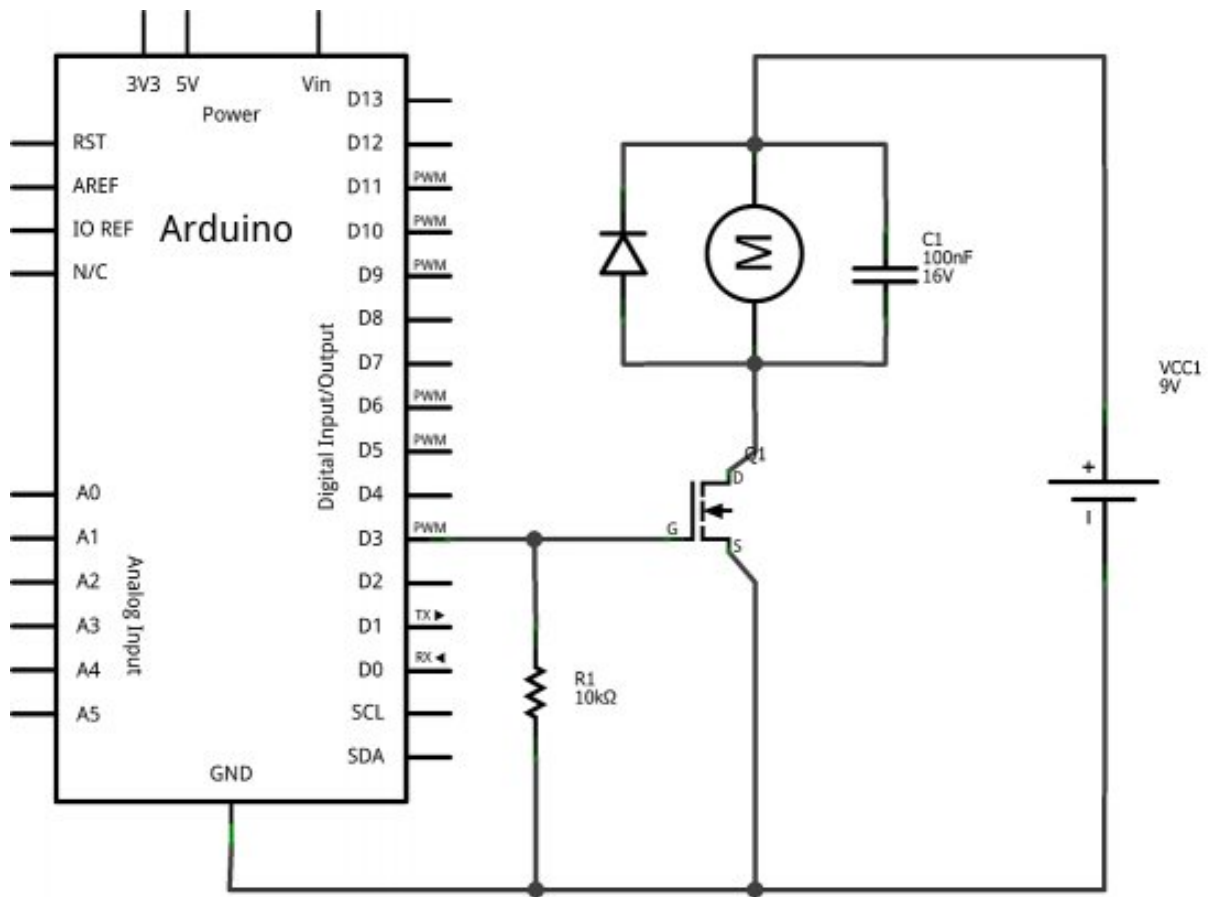 3V3 5V Vin
Power
RST
AREF
IO REF
N/C
Arduino
A0
A1
A2
A3
A4
A5
Analog Input
Digital Input/Output
D13
D12
D11 PWM
D10 PWM
D9 PWM
D8
D7
D6 PWM
D5 PWM
D4
D3 PWM
D2
D1 TX ▶
D0 RX ◀
SCL
SDA
GND
R1
10kΩ
M
C1
100nF
16V
Q1
D
G
S
VCC1
9V
+
-